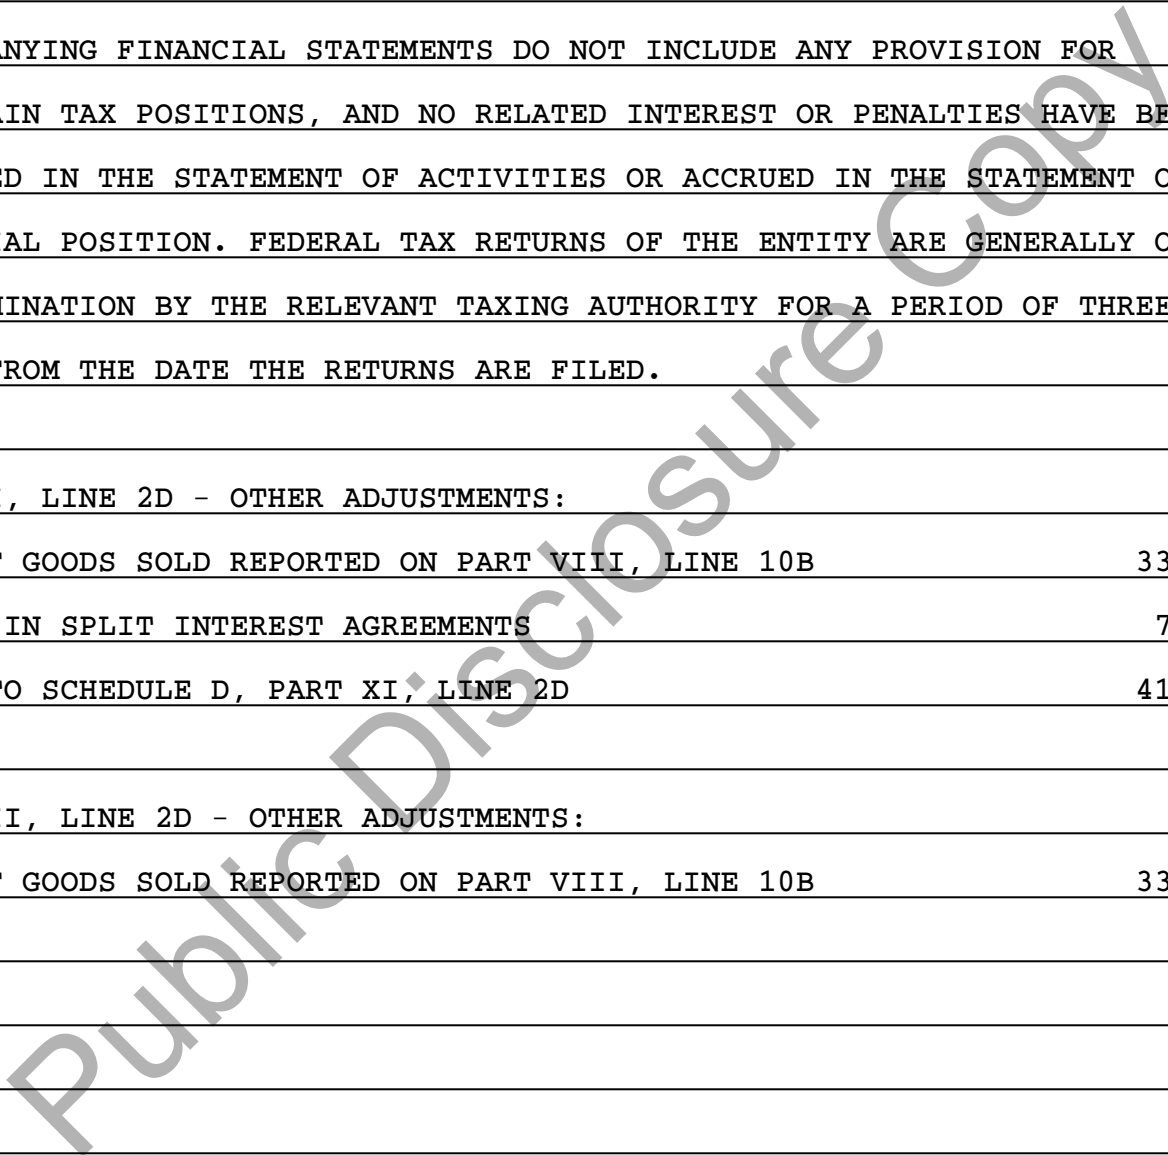 ANYING FINANCIAL STATEMENTS DO NOT INCLUDE ANY PROVISION FOR
AIN TAX POSITIONS, AND NO RELATED INTEREST OR PENALTIES HAVE BE
ED IN THE STATEMENT OF ACTIVITIES OR ACCRUED IN THE STATEMENT O
IAL POSITION. FEDERAL TAX RETURNS OF THE ENTITY ARE GENERALLY O
MINATION BY THE RELEVANT TAXING AUTHORITY FOR A PERIOD OF THREE
FROM THE DATE THE RETURNS ARE FILED.
I, LINE 2D - OTHER ADJUSTMENTS:
T GOODS SOLD REPORTED ON PART VIII, LINE 10B 33
IN SPLIT INTEREST AGREEMENTS 7
TO SCHEDULE D, PART XI, LINE 2D 41
II, LINE 2D - OTHER ADJUSTMENTS:
T GOODS SOLD REPORTED ON PART VIII, LINE 10B 33
Public Disclosure Copy